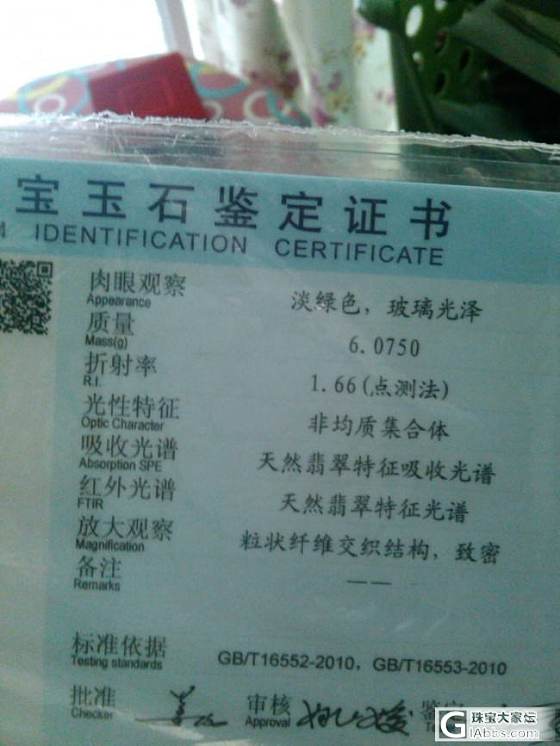 宝玉石鉴定证书
IDENTIFICATION CERTIFICATE
肉眼观察 淡绿色，玻璃光泽
Appearance
质量 6.0750
Mass(g)
折射率 1.66(点测法)
R.I.
光性特征 非均质集合体
Optic Character
吸收光谱 天然翡翠特征吸收光谱
Absorption SPE
红外光谱 天然翡翠特征光谱
FTIR
放大观察 粒状纤维交织结构，致密
Magnification
备注 ——
Remarks
标准依据 GB/T16552-2010，GB/T16553-2010
Testing standards
批准 审核 鉴定
Checker Approval
珠宝大家坛
GIabbs.com